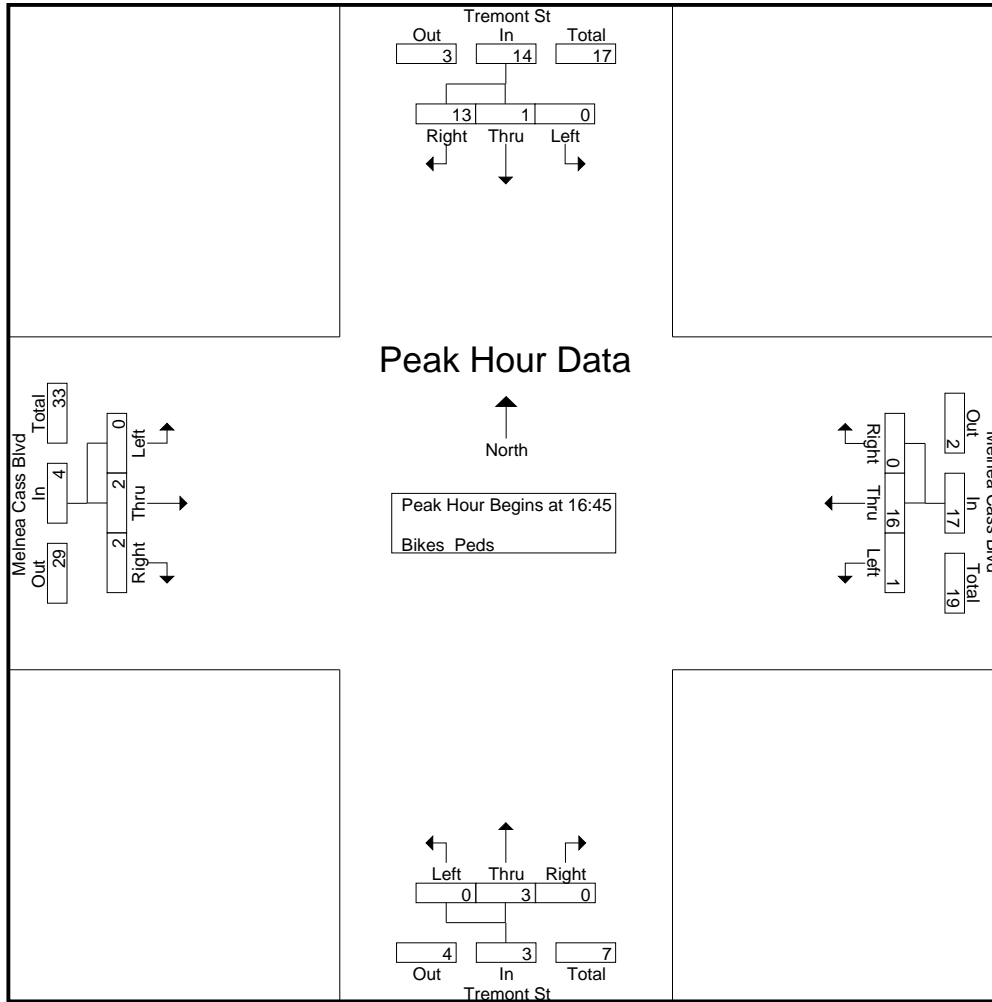 Tremont St
Out In Total
3 14 17
13 1 0
Right Thru Left
Peak Hour Data
North
Peak Hour Begins at 16:45
Bikes Peds
Melnea Cass Blvd
Out In Total
29 4 33
Left Thru Right
0 2 2
Melnea Cass Blvd
Out In Total
2 17 19
Right Thru Left
0 16 1
Left Thru Right
0 3 0
4 3 7
Out In Total
Tremont St